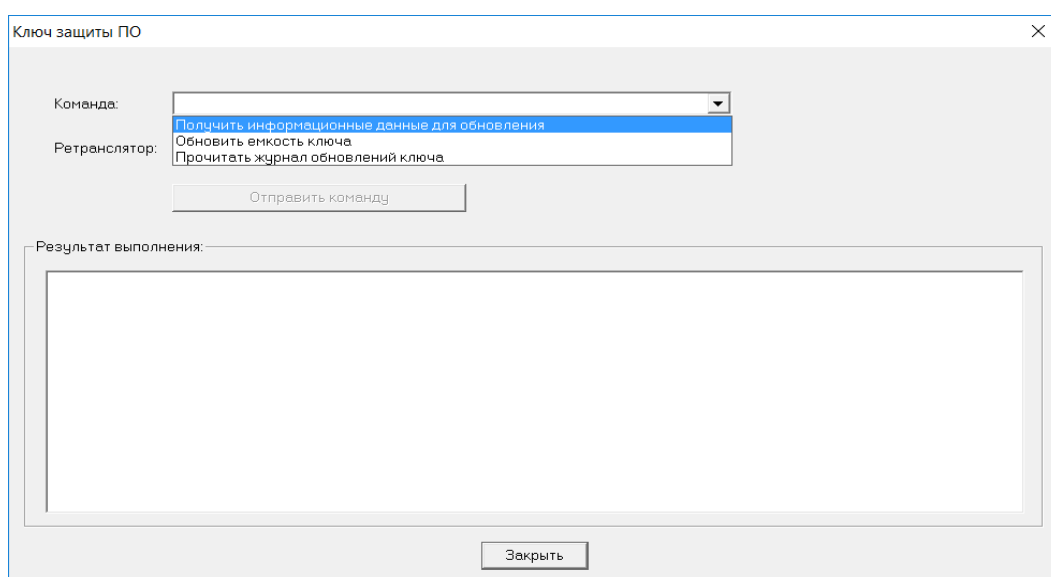 Ключ защиты ПО
Команда:
Получить информационные данные для обновления
Обновить емкость ключа
Ретранслятор:
Прочитать журнал обновлений ключа
Отправить команду
Результат выполнения:
Закрыть